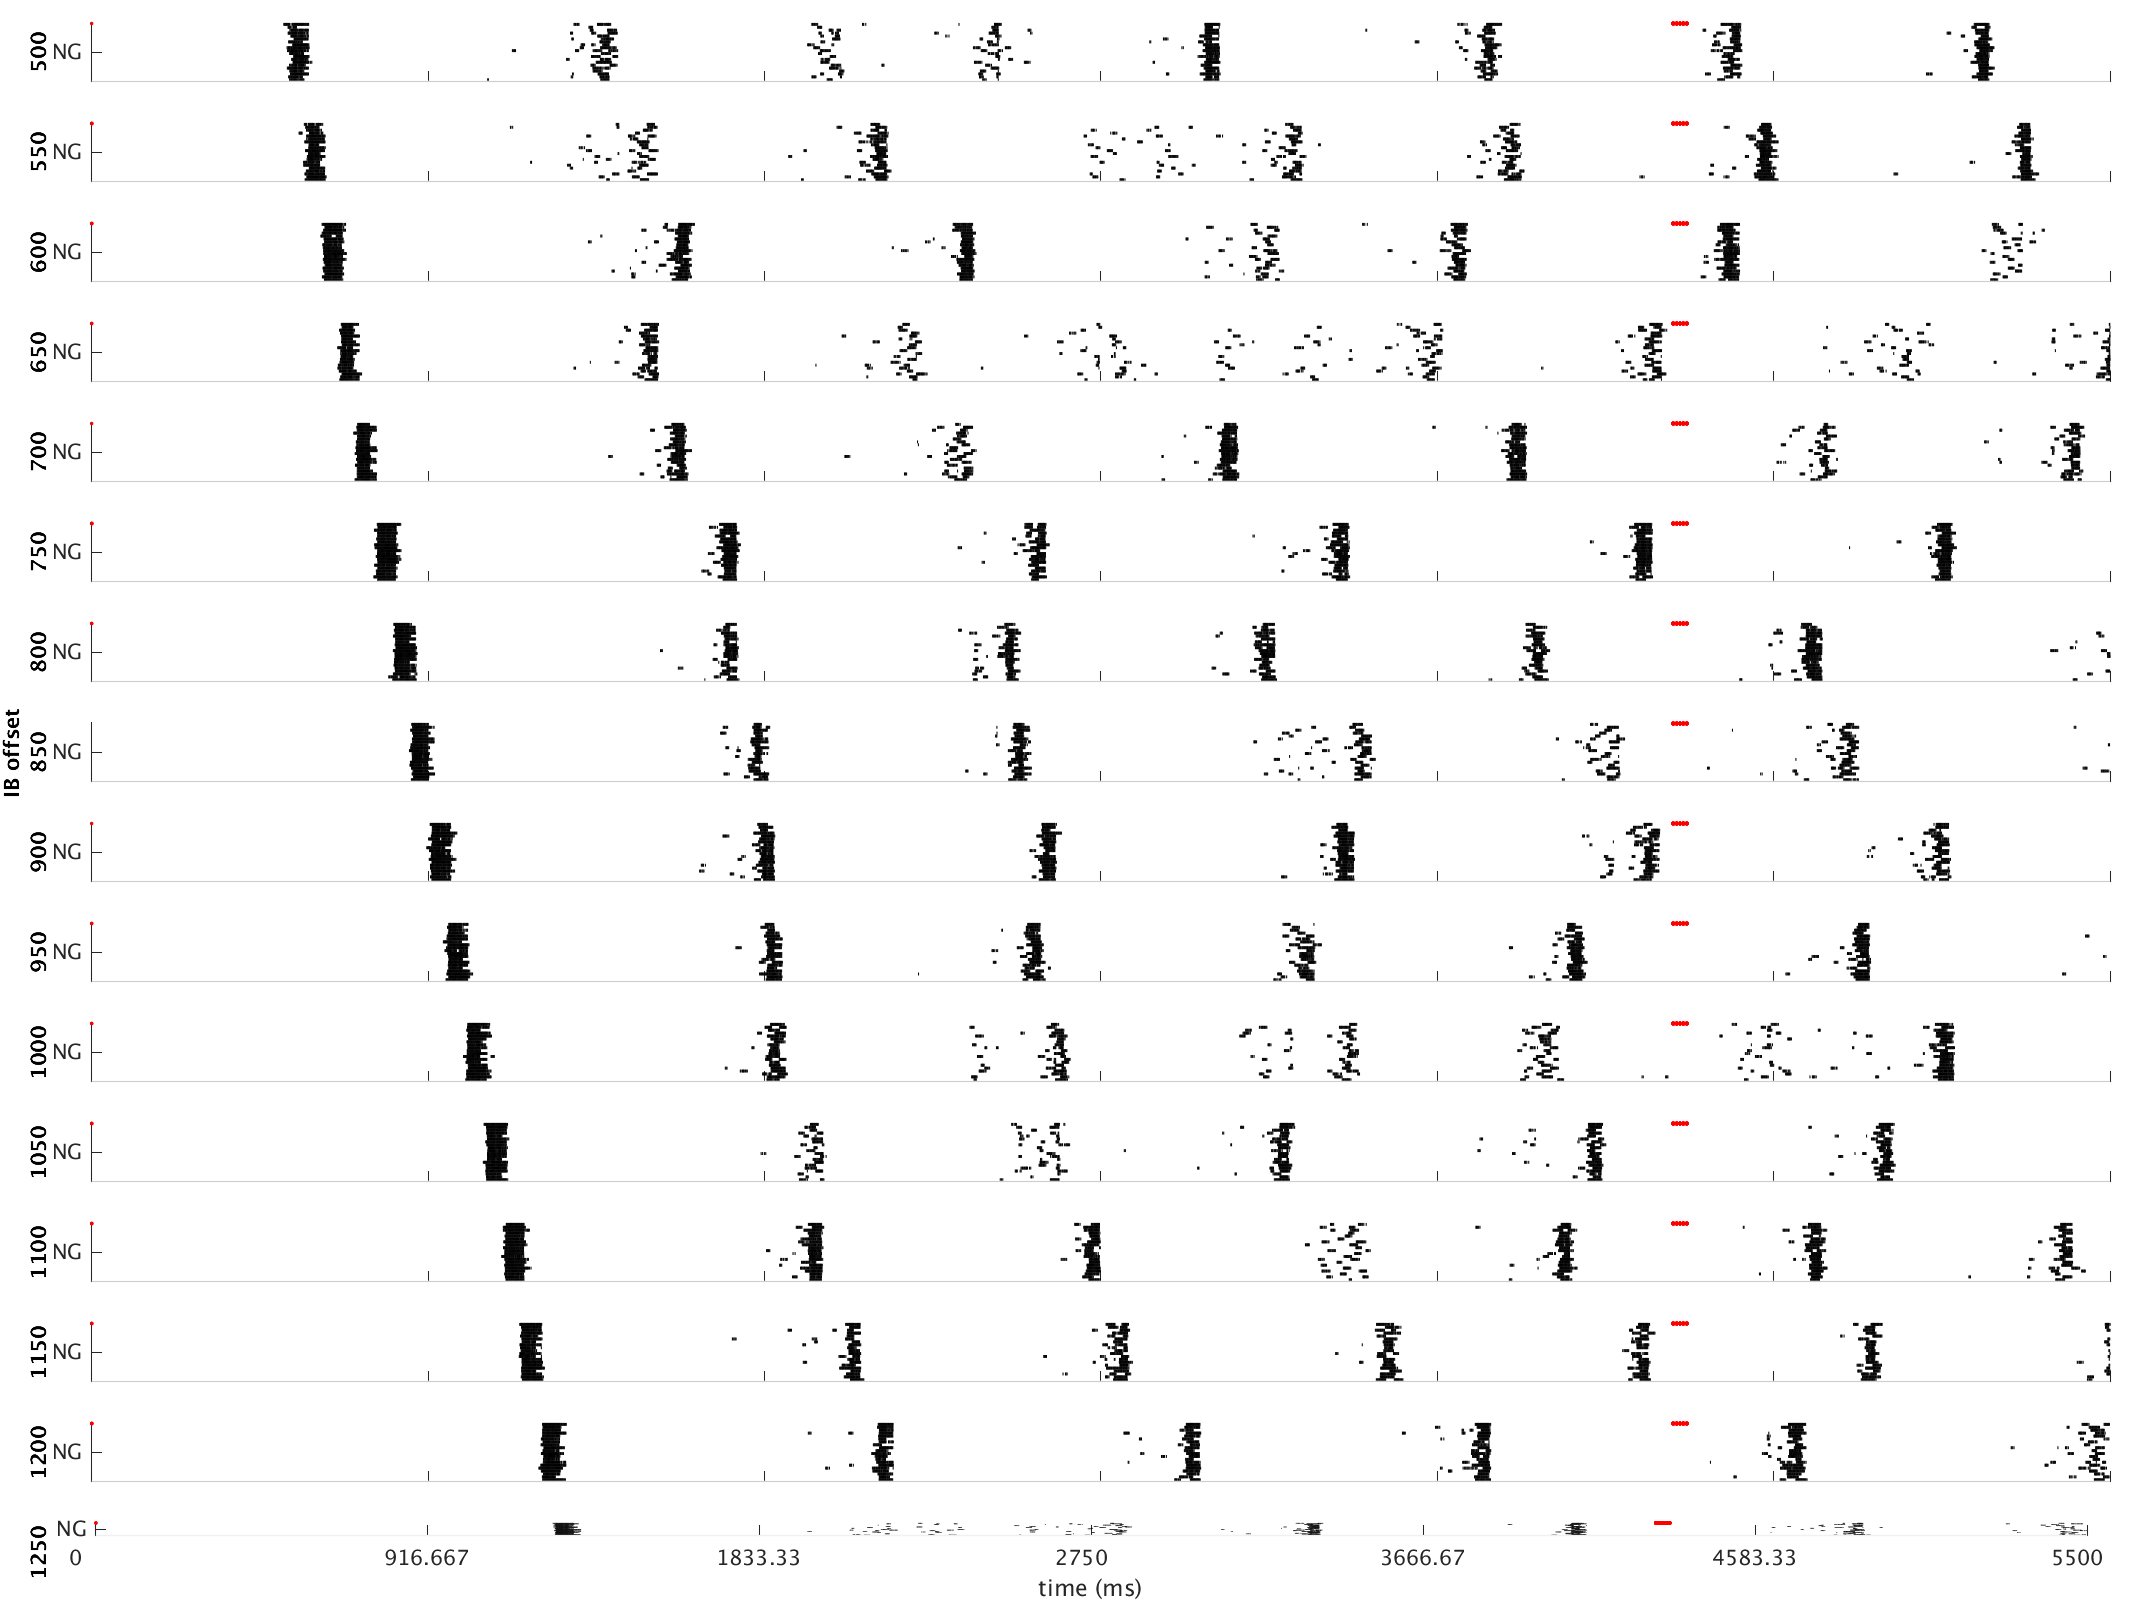 500 NG
550 NG
600 NG
650 NG
700 NG
750 NG
800 NG
IB offset
850 NG
900 NG
950 NG
1000 NG
1050 NG
1100 NG
1150 NG
1200 NG
1250 NG
0 916.667 1833.33 2750 3666.67 4583.33 5500
time (ms)